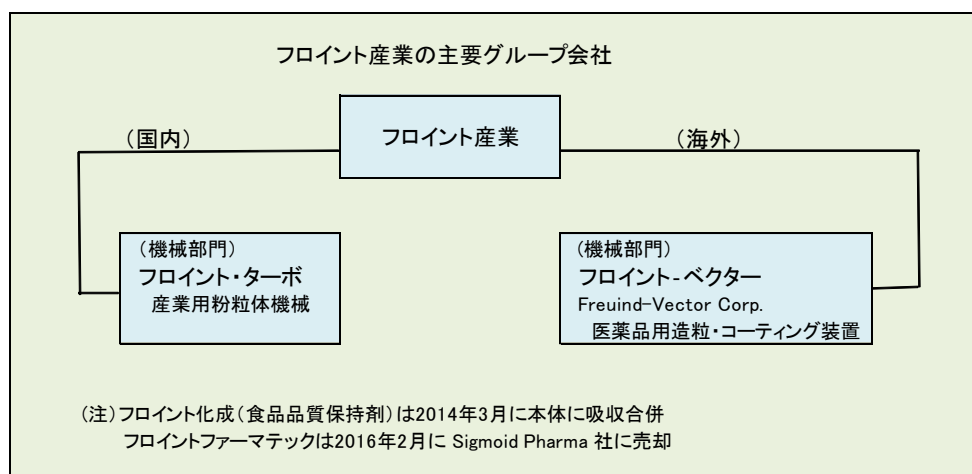 フロイント産業の主要グループ会社
フロイント産業
（国内）
（海外）
（機械部門）
フロイント・ターボ
産業用粉粒体機械
（機械部門）
フロイント-ベクター
Freuind-Vector Corp.
医薬品用造粒・コーティング装置
（注）フロイント化成（食品品質保持剤）は2014年3月に本体に吸収合併
フロイントファーマテックは2016年2月に Sigmoid Pharma 社に売却